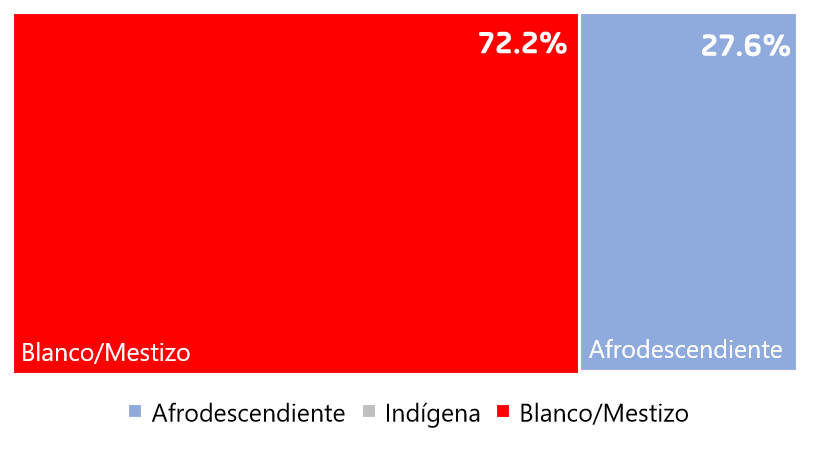 72.2%
27.6%
Blanco/Mestizo
Afrodescendiente
Afrodescendiente Indígena Blanco/Mestizo